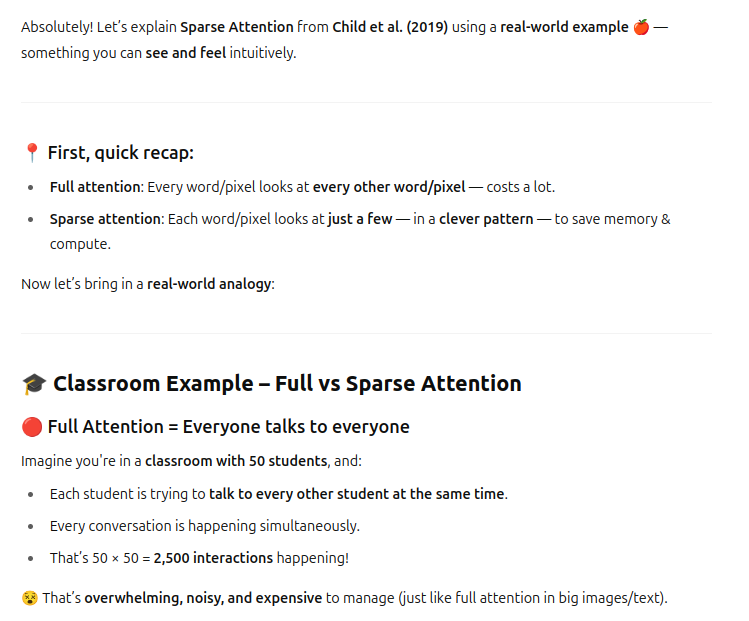 Absolutely! Let’s explain Sparse Attention from Child et al. (2019) using a real-world example 🍎 —
something you can see and feel intuitively.
📍 First, quick recap:
• Full attention: Every word/pixel looks at every other word/pixel — costs a lot.
• Sparse attention: Each word/pixel looks at just a few — in a clever pattern — to save memory &
compute.
Now let’s bring in a real-world analogy:
🎓 Classroom Example – Full vs Sparse Attention
🔴 Full Attention = Everyone talks to everyone
Imagine you're in a classroom with 50 students, and:
• Each student is trying to talk to every other student at the same time.
• Every conversation is happening simultaneously.
• That’s 50 × 50 = 2,500 interactions happening!
😵 That’s overwhelming, noisy, and expensive to manage (just like full attention in big images/text).